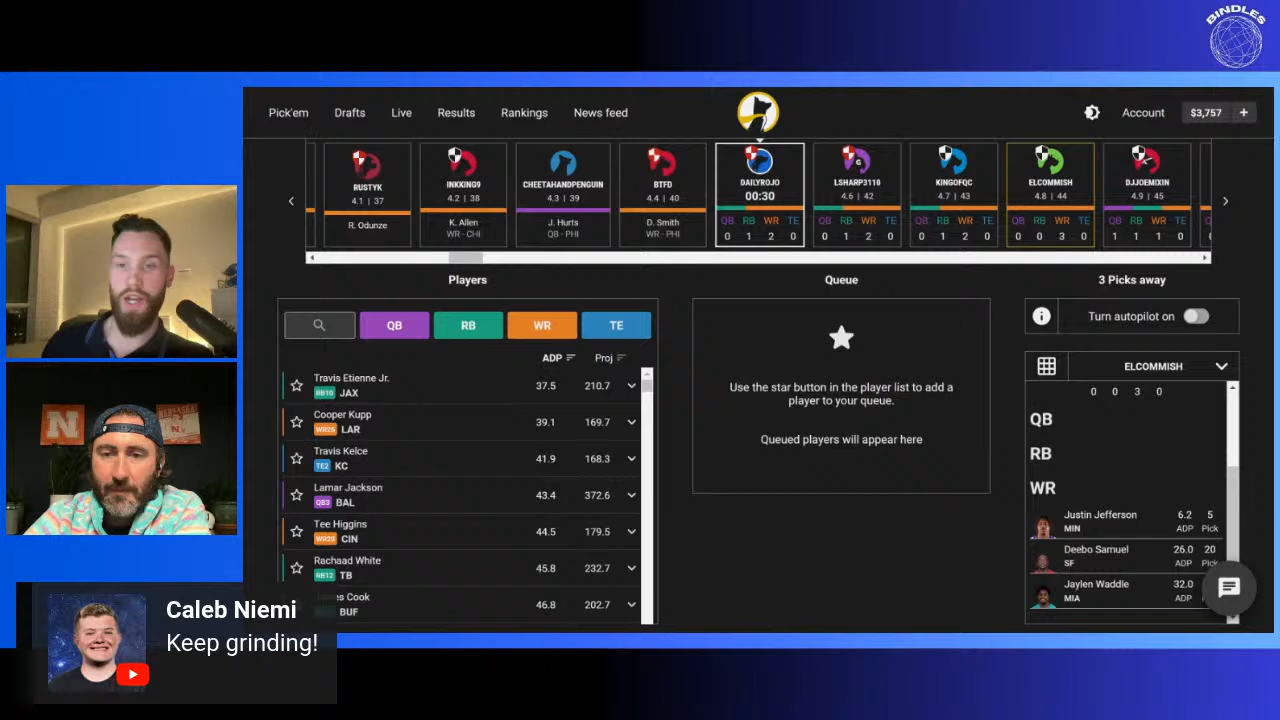 BINDLES
Pick'em Drafts Live Results Rankings News feed
Account $3,757 +
RUSTYK
4.1 | 37
R. Odunze
INKKING9
4.2 | 38
K. Allen
WR - CHI
CHEETAHANDPENGUIN
4.3 | 39
J. Hurts
QB - PHI
BTFD
4.4 | 40
D. Smith
WR - PHI
DAILYROJO
00:30
QB RB WR TE
0 1 2 0
LSHARP3110
4.6 | 42
QB RB WR TE
0 1 2 0
KINGOFQC
4.7 | 43
QB RB WR TE
0 1 2 0
ELCOMMISH
4.8 | 44
QB RB WR TE
0 0 3 0
DJJOEMIXIN
4.9 | 45
QB RB WR TE
1 1 1 0
Players
QB RB WR TE
ADP Proj
Travis Etienne Jr.
RB10 JAX 37.5 210.7
Cooper Kupp
WR26 LAR 39.1 169.7
Travis Kelce
TE2 KC 41.9 168.3
Lamar Jackson
QB3 BAL 43.4 372.6
Tee Higgins
WR28 CIN 44.5 179.5
Rachaad White
RB12 TB 45.8 232.7
Cook
BUF 46.8 202.7
Queue
Use the star button in the player list to add a
player to your queue.
Queued players will appear here
3 Picks away
Turn autopilot on
ELCOMMISH
0 0 3 0
QB
RB
WR
Justin Jefferson 6.2 5
MIN ADP Pick
Deebo Samuel 26.0 20
SF ADP Pick
Jaylen Waddle 32.0
MIA ADP
N
N
NEBRASKA
Caleb Niemi
Keep grinding!